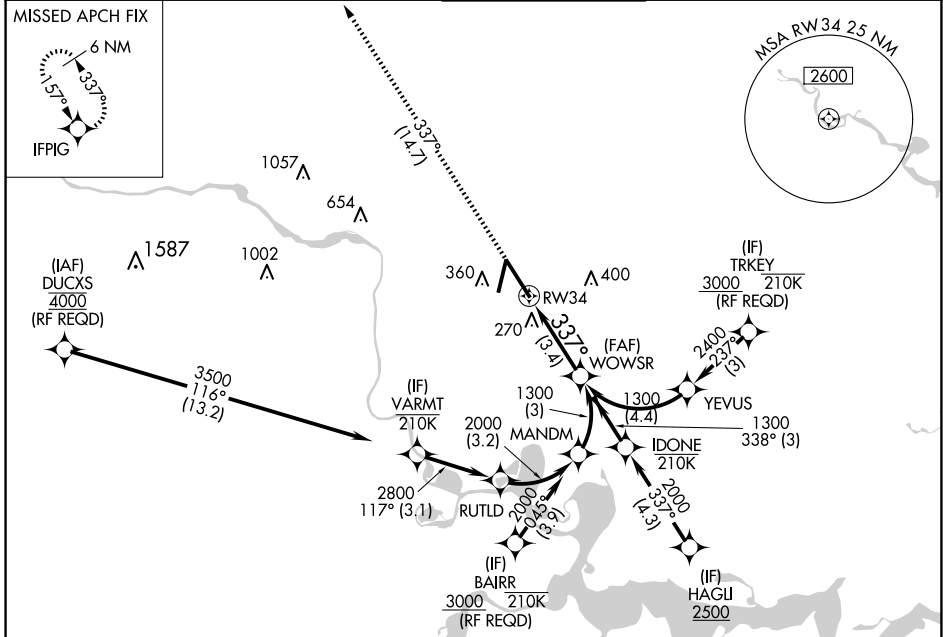 MISSED APCH FIX
6 NM
157°
337°
IFPIG
MSA RW34 25 NM
2600
337°
(14.7)
1057
654
1587
1002
360
400
RW34
270
(IAF)
DUCXS
4000
(RF REQD)
(IF)
TRKEY
3000
210K
(RF REQD)
337°
(3.4)
(FAF)
WOWSR
2400
237°
(3)
YEVUS
3500
116°
(13.2)
(IF)
VARMT
210K
1300
(3)
1300
(4.4)
1300
338° (3)
2000
(3.2)
MANDM
IDONE
210K
2800
117° (3.1)
RUTLD
2000
045°
(3.9)
2000
337°
(4.3)
(IF)
BAIRR
3000
210K
(RF REQD)
(IF)
HAGLI
2500